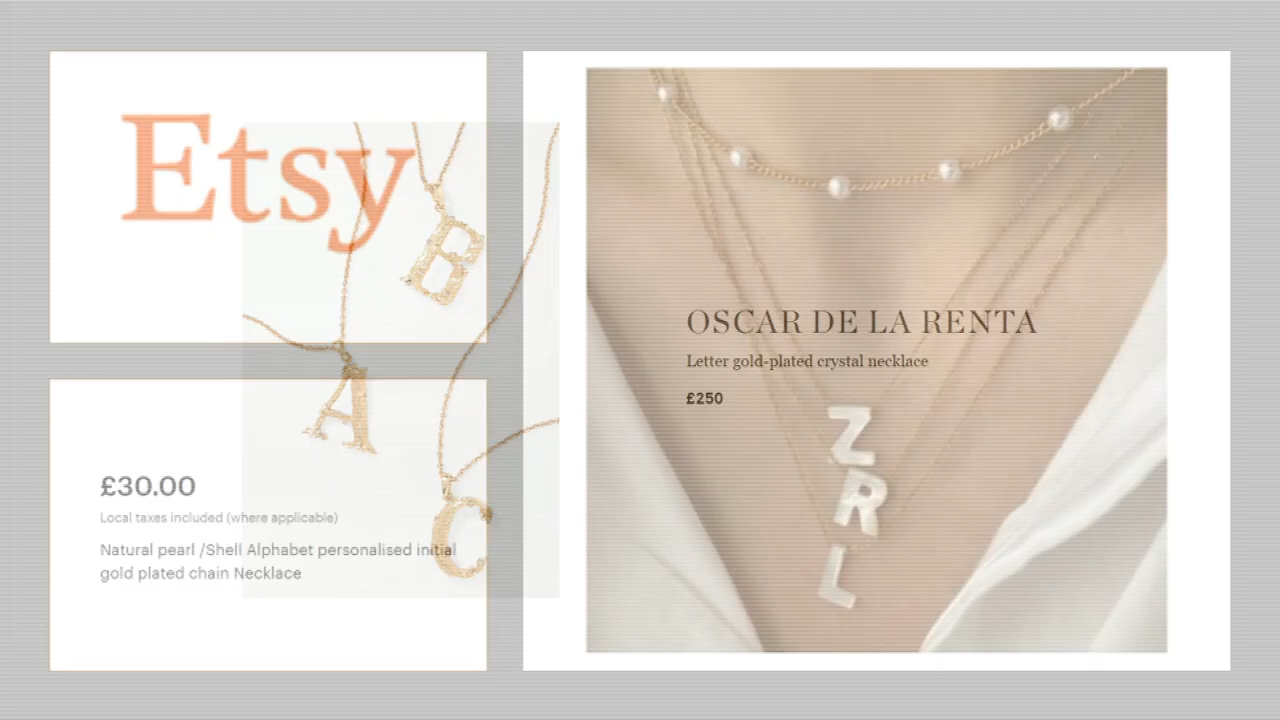 Etsy
£30.00
Local taxes included (where applicable)
Natural pearl /Shell Alphabet personalised initial
gold plated chain Necklace
B
A
C
OSCAR DE LA RENTA
Letter gold-plated crystal necklace
£250
Z
R
L